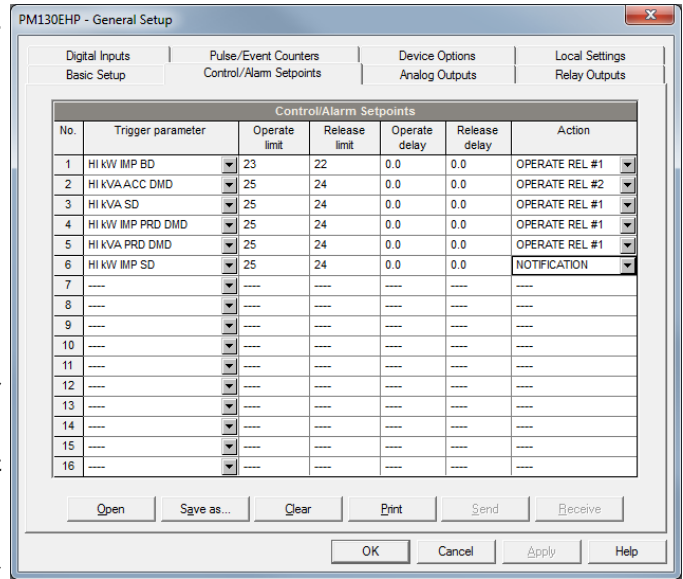 PM130EHP - General Setup
x
Digital Inputs Pulse/Event Counters Device Options Local Settings
Basic Setup Control/Alarm Setpoints Analog Outputs Relay Outputs
Control/Alarm Setpoints
No. Trigger parameter Operate limit Release limit Operate delay Release delay Action
1 HI kW IMP BD 23 22 0.0 0.0 OPERATE REL #1
2 HI kVA ACC DMD 25 24 0.0 0.0 OPERATE REL #2
3 HI kVA SD 25 24 0.0 0.0 OPERATE REL #1
4 HI kW IMP PRD DMD 25 24 0.0 0.0 OPERATE REL #1
5 HI kVA PRD DMD 25 24 0.0 0.0 OPERATE REL #1
6 HI kW IMP SD 25 24 0.0 0.0 NOTIFICATION
7 ---- ---- ---- ---- ---- ----
8 ---- ---- ---- ---- ---- ----
9 ---- ---- ---- ---- ---- ----
10 ---- ---- ---- ---- ---- ----
11 ---- ---- ---- ---- ---- ----
12 ---- ---- ---- ---- ---- ----
13 ---- ---- ---- ---- ---- ----
14 ---- ---- ---- ---- ---- ----
15 ---- ---- ---- ---- ---- ----
16 ---- ---- ---- ---- ---- ----
Open Save as... Clear Print Send Receive
OK Cancel Apply Help